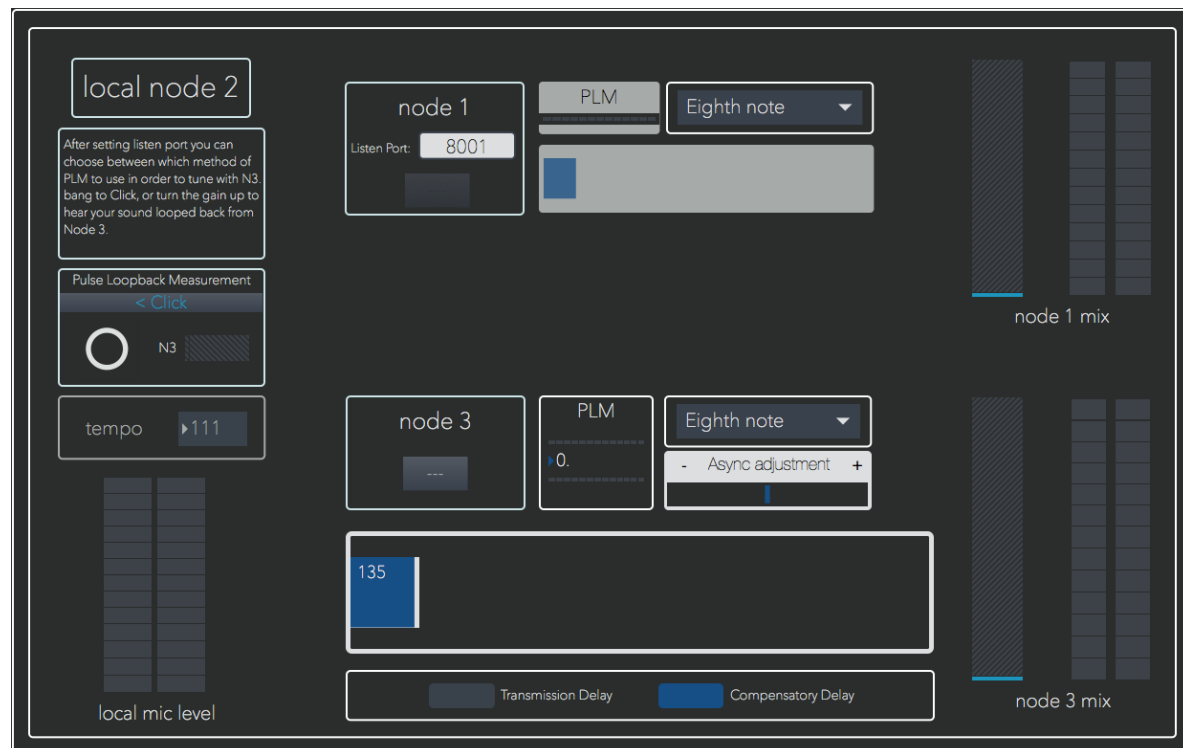 local node 2
After setting listen port you can
choose between which method of
PLM to use in order to tune with N3.
bang to Click, or turn the gain up to
hear your sound looped back from
Node 3.
Pulse Loopback Measurement
< Click
N3
tempo
111
local mic level
node 1
Listen Port: 8001
PLM
Eighth note
node 1 mix
node 3
---
PLM
0.
Eighth note
- Async adjustment +
135
Transmission Delay
Compensatory Delay
node 3 mix